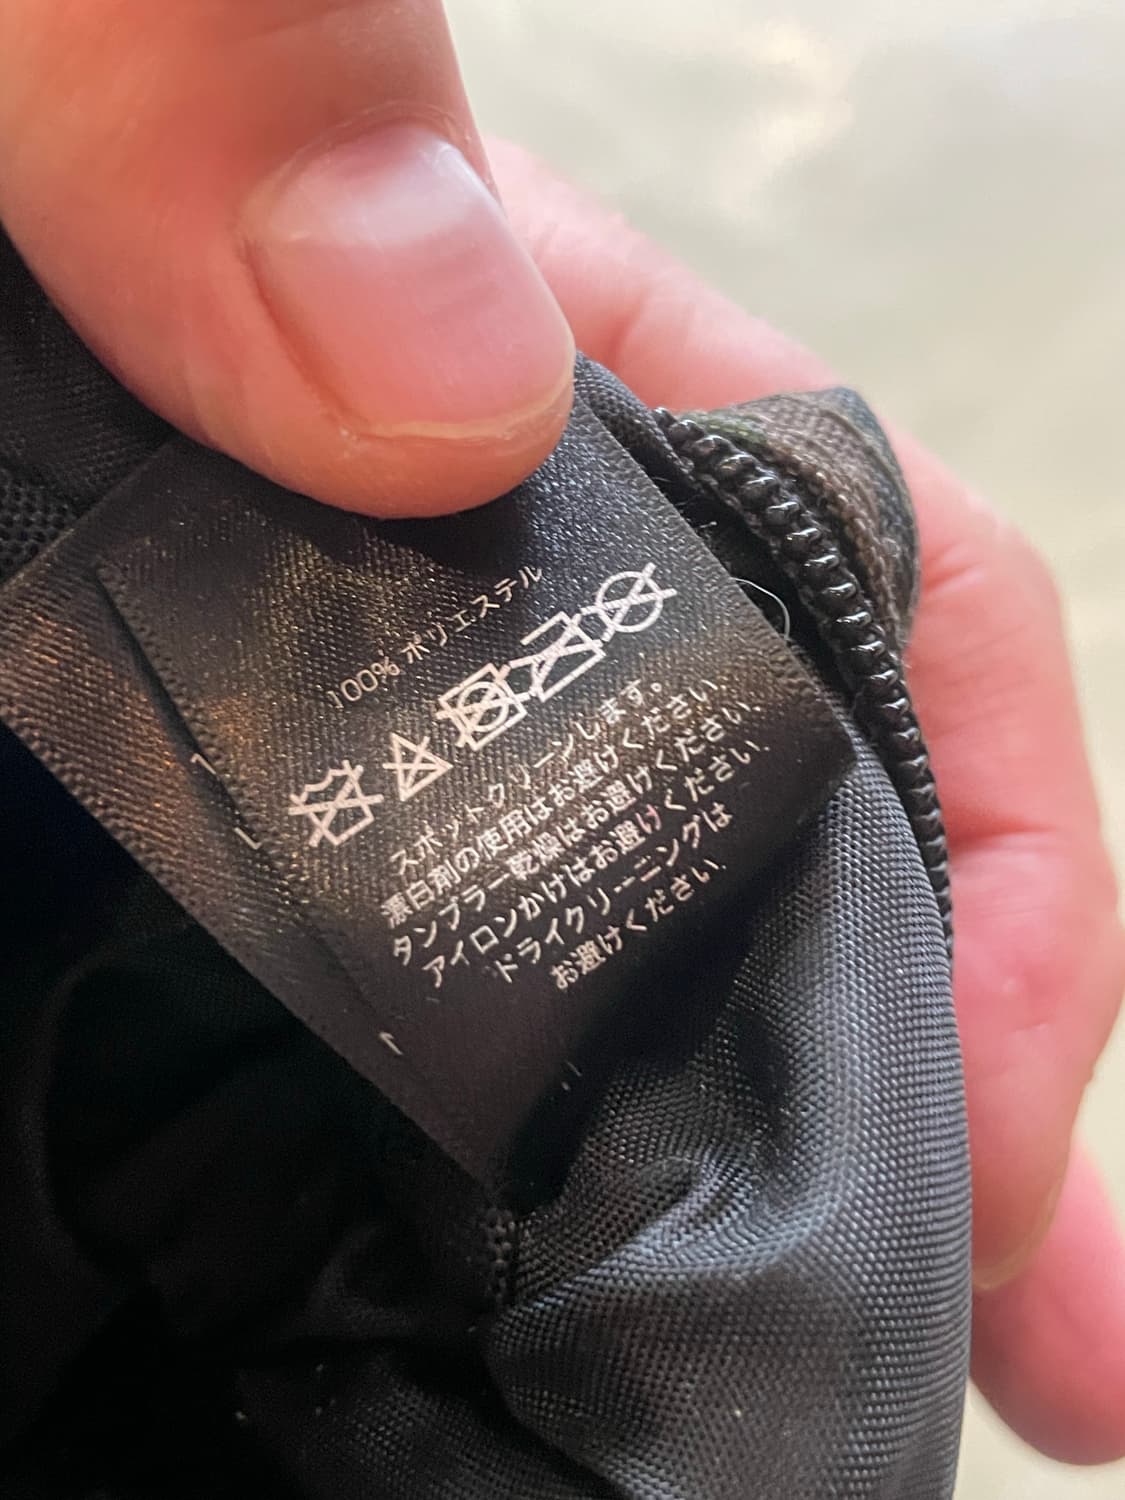 100% ポリエステル
スポットクリーンします。
漂白剤の使用はお避けください.
タンブラー乾燥はお避けください.
アイロンかけはお避けください.
ドライクリーニングは
お避けください.